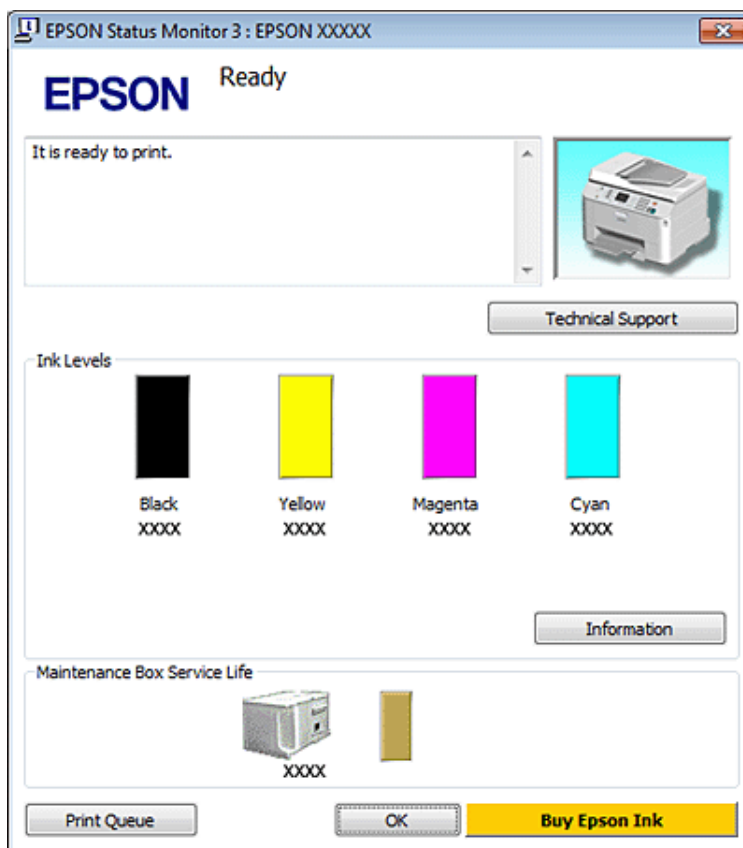 EPSON Status Monitor 3 : EPSON XXXXX
EPSON
Ready
It is ready to print.
Technical Support
Ink Levels
Black Yellow Magenta Cyan
XXXX XXXX XXXX XXXX
Information
Maintenance Box Service Life
XXXX
Print Queue OK Buy Epson Ink